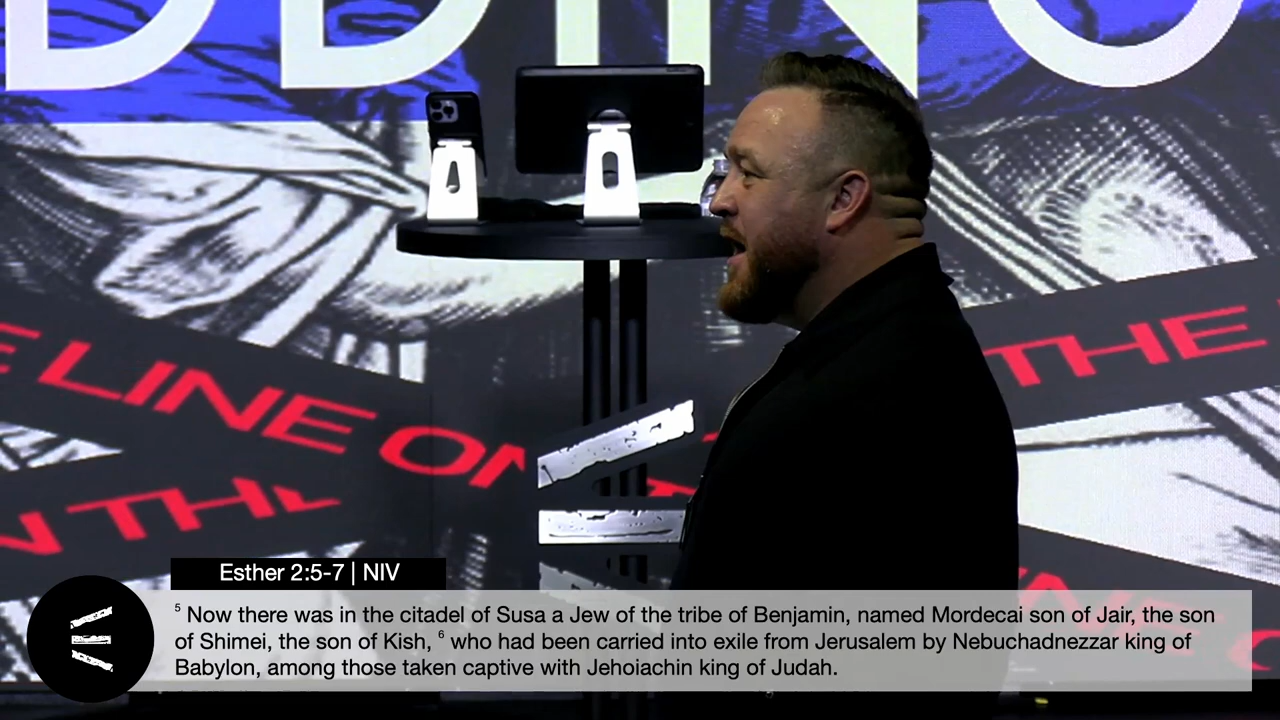 DDING
E LINE ON
THE
N TH
Esther 2:5-7 | NIV
5 Now there was in the citadel of Susa a Jew of the tribe of Benjamin, named Mordecai son of Jair, the son
of Shimei, the son of Kish, 6 who had been carried into exile from Jerusalem by Nebuchadnezzar king of
Babylon, among those taken captive with Jehoiachin king of Judah.